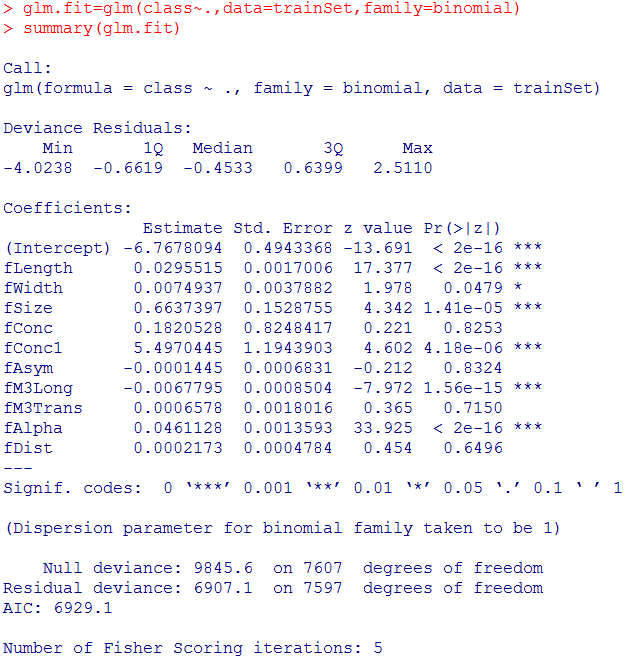 > glm.fit=glm(class~.,data=trainSet,family=binomial)
> summary(glm.fit)

Call:
glm(formula = class ~ ., family = binomial, data = trainSet)

Deviance Residuals:
    Min       1Q   Median       3Q      Max
-4.0238  -0.6619  -0.4533   0.6399   2.5110

Coefficients:
              Estimate Std. Error z value Pr(>|z|)
(Intercept) -6.7678094  0.4943368 -13.691  < 2e-16 ***
fLength      0.0295515  0.0017006  17.377  < 2e-16 ***
fWidth       0.0074937  0.0037882   1.978   0.0479 *
fSize        0.6637397  0.1528755   4.342 1.41e-05 ***
fConc        0.1820528  0.8248417   0.221   0.8253
fConc1       5.4970445  1.1943903   4.602 4.18e-06 ***
fAsym       -0.0001445  0.0006831  -0.212   0.8324
fM3Long     -0.0067795  0.0008504  -7.972 1.56e-15 ***
fM3Trans     0.0006578  0.0018016   0.365   0.7150
fAlpha       0.0461128  0.0013593  33.925  < 2e-16 ***
fDist        0.0002173  0.0004784   0.454   0.6496
---
Signif. codes:  0 ‘***’ 0.001 ‘**’ 0.01 ‘*’ 0.05 ‘.’ 0.1 ‘ ’ 1

(Dispersion parameter for binomial family taken to be 1)

    Null deviance: 9845.6  on 7607  degrees of freedom
Residual deviance: 6907.1  on 7597  degrees of freedom
AIC: 6929.1

Number of Fisher Scoring iterations: 5